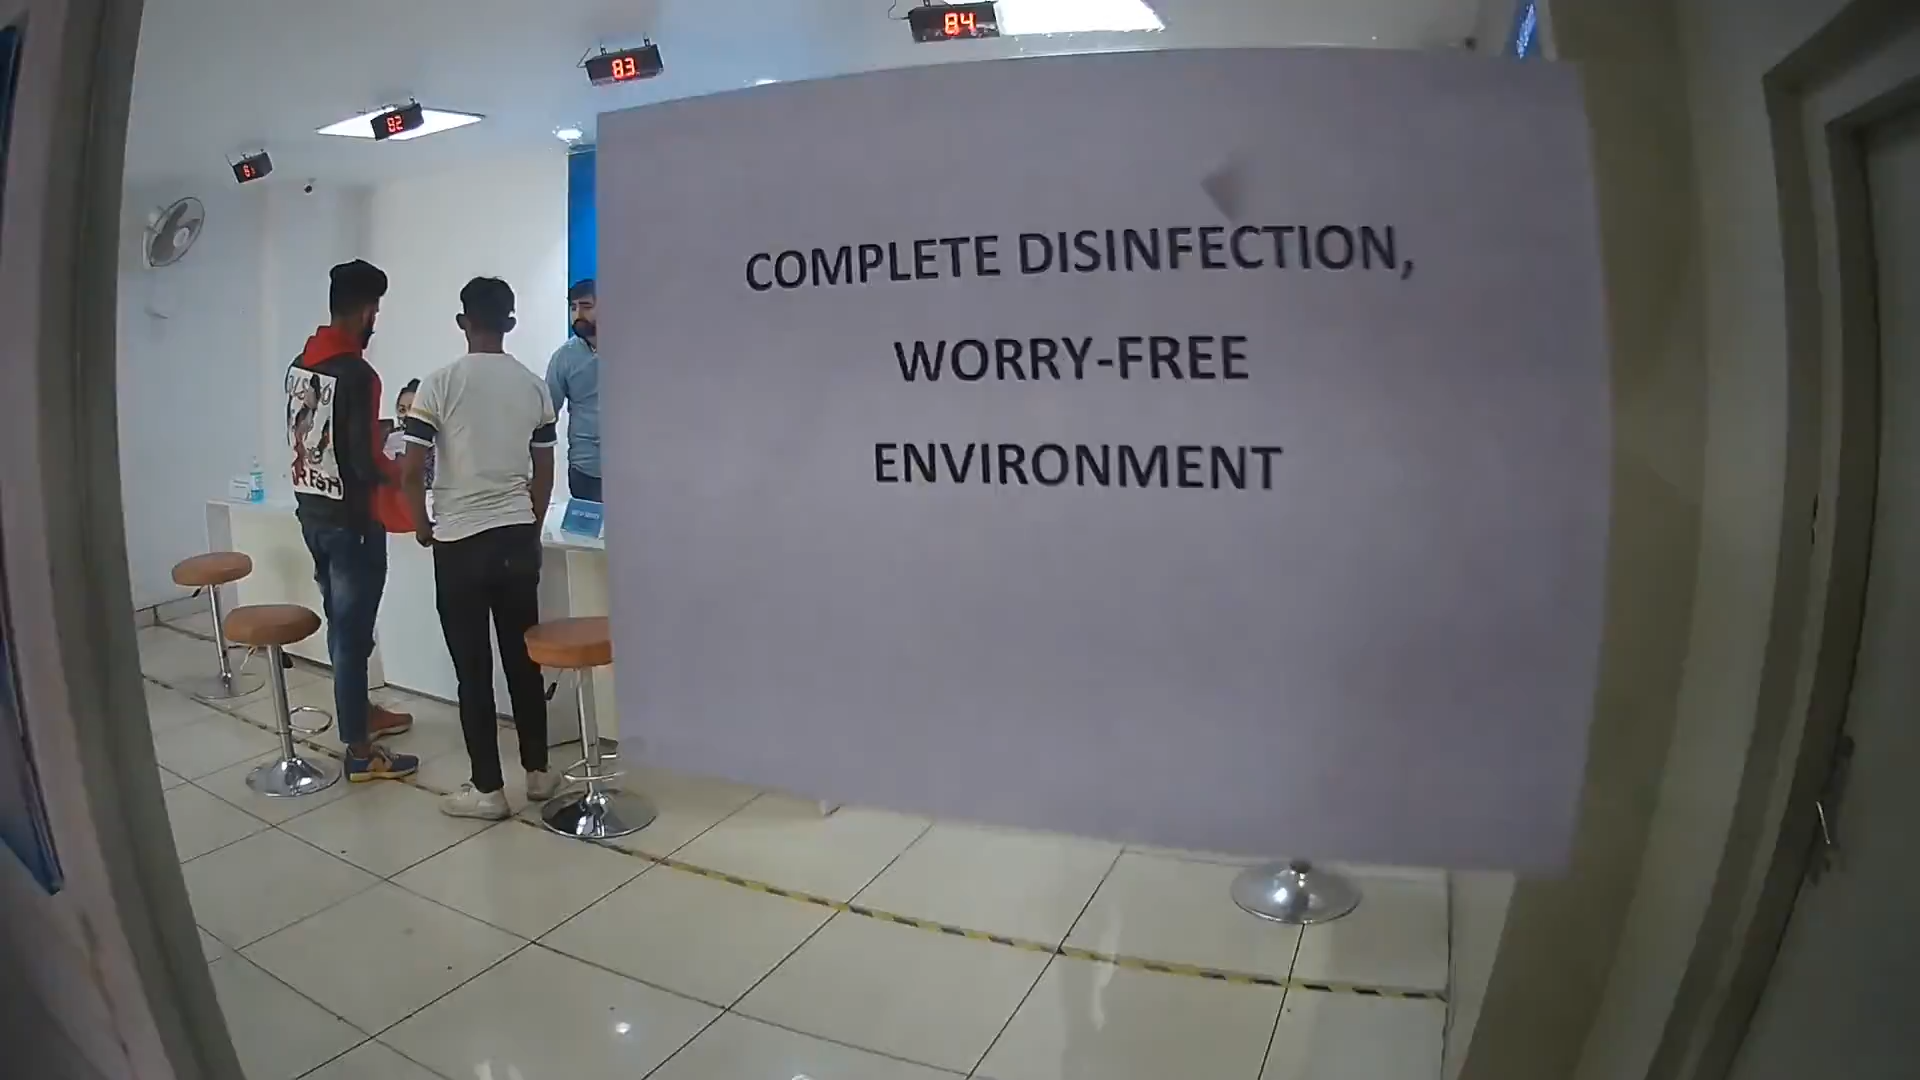 84
83
82
COMPLETE DISINFECTION,
WORRY-FREE
ENVIRONMENT